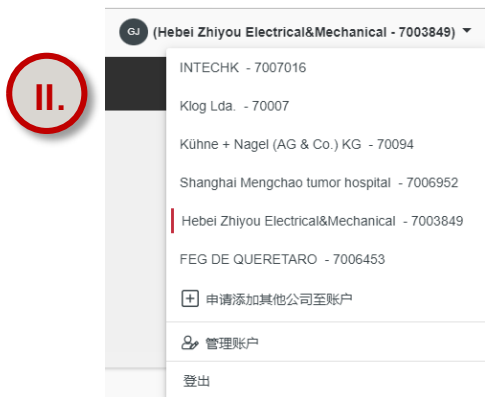 GJ (Hebei Zhiyou Electrical&Mechanical - 7003849)
INTECHK - 7007016
II.
Klog Lda. - 70007
Kühne + Nagel (AG & Co.) KG - 70094
Shanghai Mengchao tumor hospital - 7006952
Hebei Zhiyou Electrical&Mechanical - 7003849
FEG DE QUERETARO - 7006453
申请添加其他公司至账户
管理账户
登出